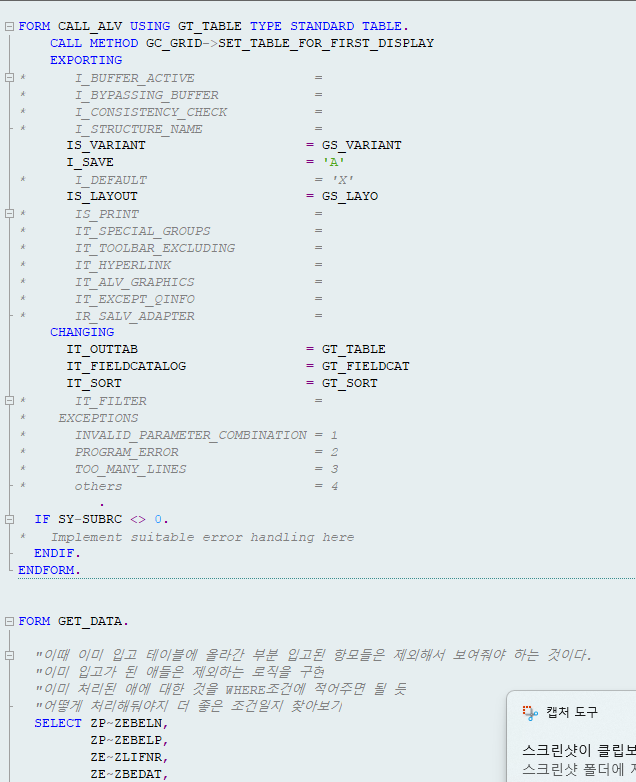 FORM CALL_ALV USING GT_TABLE TYPE STANDARD TABLE.
CALL METHOD GC_GRID->SET_TABLE_FOR_FIRST_DISPLAY
EXPORTING
* I_BUFFER_ACTIVE =
* I_BYPASSING_BUFFER =
* I_CONSISTENCY_CHECK =
* I_STRUCTURE_NAME =
IS_VARIANT = GS_VARIANT
I_SAVE = 'A'
* I_DEFAULT = 'X'
IS_LAYOUT = GS_LAYO
* IS_PRINT =
* IT_SPECIAL_GROUPS =
* IT_TOOLBAR_EXCLUDING =
* IT_HYPERLINK =
* IT_ALV_GRAPHICS =
* IT_EXCEPT_QINFO =
* IR_SALV_ADAPTER =
CHANGING
IT_OUTTAB = GT_TABLE
IT_FIELDCATALOG = GT_FIELDCAT
IT_SORT = GT_SORT
* IT_FILTER =
* EXCEPTIONS
* INVALID_PARAMETER_COMBINATION = 1
* PROGRAM_ERROR = 2
* TOO_MANY_LINES = 3
* others = 4
.
IF SY-SUBRC <> 0.
* Implement suitable error handling here
ENDIF.
ENDFORM.
FORM GET_DATA.
"이때 이미 입고 테이블에 올라간 부분 입고된 항모들은 제외해서 보여줘야 하는 것이다.
"이미 입고가 된 애들은 제외하는 로직을 구현
"이미 처리된 애에 대한 것을 WHERE조건에 적어주면 될 듯
"어떻게 처리해둬야지 더 좋은 조건일지 찾아보기
SELECT ZP~ZEBELN,
ZP~ZEBELP,
ZE~ZLIFNR,
ZE~ZBEDAT,
캡처 도구
스크린샷이 클립보
스크린샷 폴더에